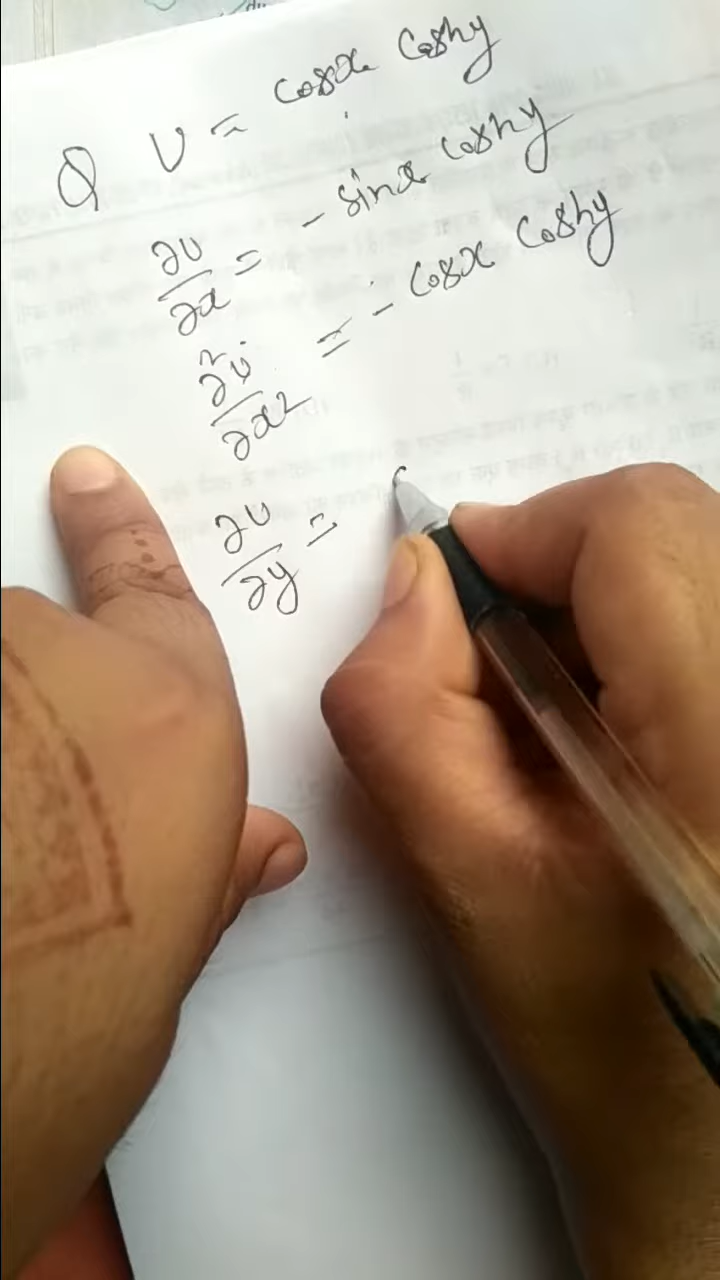 Q U = cosx coshy
∂U/∂x = - sinx coshy
∂²U/∂x² = - cosx coshy
∂U/∂y = c